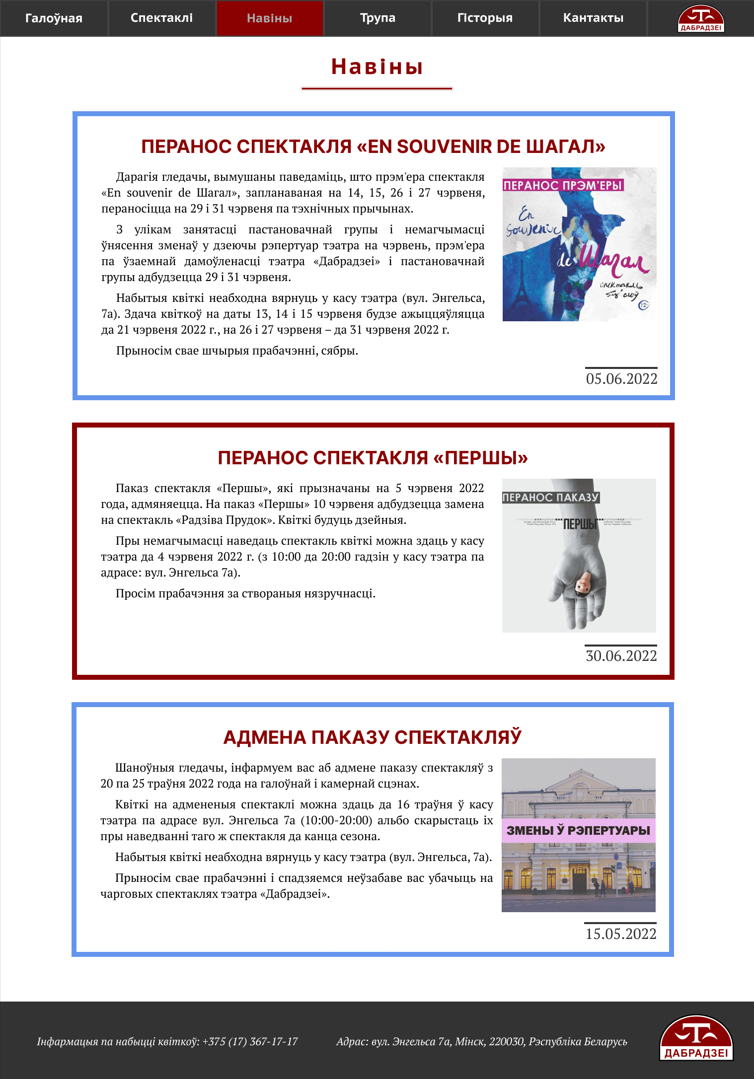 Галоўная
Спектаклі
Навіны
Трупа
Гісторыя
Кантакты
ДАБРАДЗЕІ
Навіны
ПЕРАНОС СПЕКТАКЛЯ «EN SOUVENIR DE ШАГАЛ»
Дарагія гледачы, вымушаны паведаміць, што прэм'ера спектакля
«En souvenir de Шагал», запланаваная на 14, 15, 26 і 27 чэрвеня,
пераносіцца на 29 і 31 чэрвеня па тэхнічных прычынах.
З улікам занятасці пастановачнай групы і немагчымасці
ўнясення зменаў у дзеючы рэпертуар тэатра на чэрвень, прэм'ера
па ўзаемнай дамоўленасці тэатра «Дабрадзеі» і пастановачнай
групы адбудзецца 29 і 31 чэрвеня.
Набытыя квіткі неабходна вярнуць у касу тэатра (вул. Энгельса,
7а). Здача квіткоў на даты 13, 14 і 15 чэрвеня будзе ажыццяўляцца
да 21 чэрвеня 2022 г., на 26 і 27 чэрвеня – да 31 чэрвеня 2022 г.
Прыносім свае шчырыя прабачэнні, сябры.
ПЕРАНОС ПРЭМ'ЕРЫ
En
Souvenir
de Шагал
спектакль
12+
05.06.2022
ПЕРАНОС СПЕКТАКЛЯ «ПЕРШЫ»
Паказ спектакля «Першы», які прызначаны на 5 чэрвеня 2022
года, адмяняецца. На паказ «Першы» 10 чэрвеня адбудзецца замена
на спектакль «Радзіва Прудок». Квіткі будуць дзейныя.
Пры немагчымасці наведаць спектакль квіткі можна здаць у касу
тэатра да 4 чэрвеня 2022 г. (з 10:00 да 20:00 гадзін у касу тэатра па
адрасе: вул. Энгельса 7а).
Просім прабачэння за створаныя нязручнасці.
ПЕРАНОС ПАКАЗУ
ПЕРШЫ
30.06.2022
АДМЕНА ПАКАЗУ СПЕКТАКЛЯЎ
Шаноўныя гледачы, інфармуем вас аб адмене паказу спектакляў з
20 па 25 траўня 2022 года на галоўнай і камернай сцэнах.
Квіткі на адмененыя спектаклі можна здаць да 16 траўня ў касу
тэатра па адрасе вул. Энгельса 7а (10:00-20:00) альбо скарыстаць іх
пры наведванні таго ж спектакля да канца сезона.
Набытыя квіткі неабходна вярнуць у касу тэатра (вул. Энгельса, 7а).
Прыносім свае прабачэнні і спадзяемся неўзабаве вас убачыць на
чарговых спектаклях тэатра «Дабрадзеі».
ЗМЕНЫ Ў РЭПЕРТУАРЫ
15.05.2022
Інфармацыя па набыцці квіткоў: +375 (17) 367-17-17
Адрас: вул. Энгельса 7а, Мінск, 220030, Рэспубліка Беларусь
ДАБРАДЗЕІ